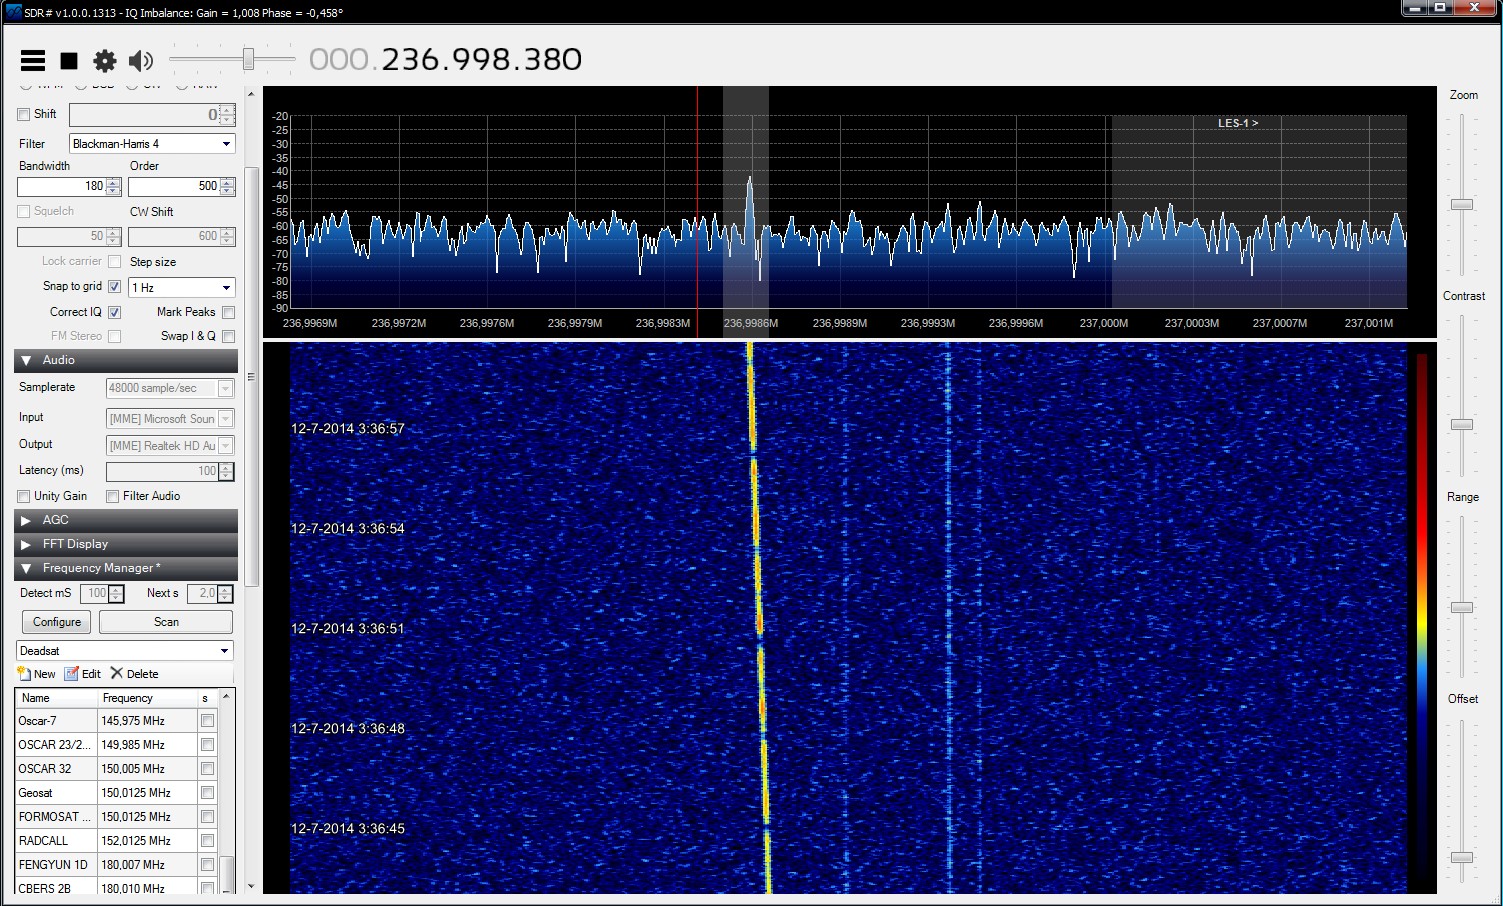 SDR# v1.0.0.1313 - IQ Imbalance: Gain = 1,008 Phase = -0,458°
000.236.998.380
Shift 0
Filter Blackman-Harris 4
Bandwidth Order
180 500
Squelch CW Shift
50 600
Lock carrier Step size
Snap to grid 1 Hz
Correct IQ Mark Peaks
FM Stereo Swap I & Q
Audio
Samplerate 48000 sample/sec
Input [MME] Microsoft Soun
Output [MME] Realtek HD Au
Latency (ms) 100
Unity Gain Filter Audio
AGC
FFT Display
Frequency Manager *
Detect mS 100 Next s 2,0
Configure Scan
Deadsat
New Edit Delete
Name Frequency s
Oscar-7 145,975 MHz
OSCAR 23/2... 149,985 MHz
OSCAR 32 150,005 MHz
Geosat 150,0125 MHz
FORMOSAT ... 150,0125 MHz
RADCALL 152,0125 MHz
FENGYUN 1D 180,007 MHz
CBERS 2B 180,010 MHz
LES-1 >
-20
-25
-30
-35
-40
-45
-50
-55
-60
-65
-70
-75
-80
-85
-90
236,9969M 236,9972M 236,9976M 236,9979M 236,9983M 236,9986M 236,9989M 236,9993M 236,9996M 237,000M 237,0003M 237,0007M 237,001M
12-7-2014 3:36:57
12-7-2014 3:36:54
12-7-2014 3:36:51
12-7-2014 3:36:48
12-7-2014 3:36:45
Zoom
Contrast
Range
Offset